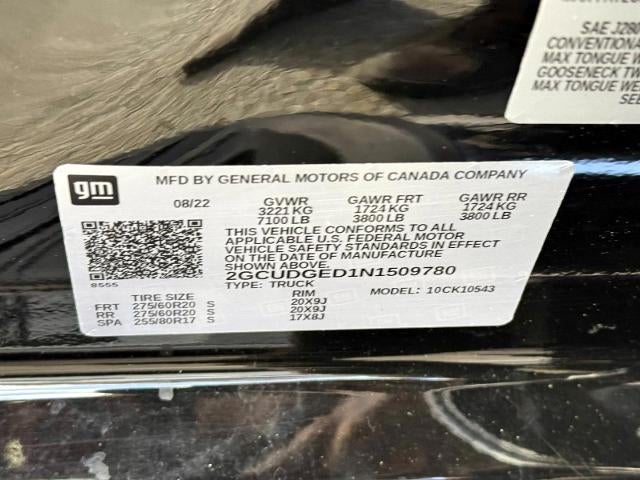 SAE J280
CONVENTION
MAX TONGUE W
GOOSENECK TW
MAX TONGUE WE
SE
gm
MFD BY GENERAL MOTORS OF CANADA COMPANY
08/22 GVWR GAWR FRT GAWR RR
3221 KG 1724 KG 1724 KG
7100 LB 3800 LB 3800 LB
THIS VEHICLE CONFORMS TO ALL
APPLICABLE U.S. FEDERAL MOTOR
VEHICLE SAFETY STANDARDS IN EFFECT
ON THE DATE OF MANUFACTURE
SHOWN ABOVE.
2GCUDGED1N1509780
8555
TYPE: TRUCK MODEL: 10CK10543
TIRE SIZE RIM
FRT 275/60R20 S 20X9J
RR 275/60R20 S 20X9J
SPA 255/80R17 S 17X8J